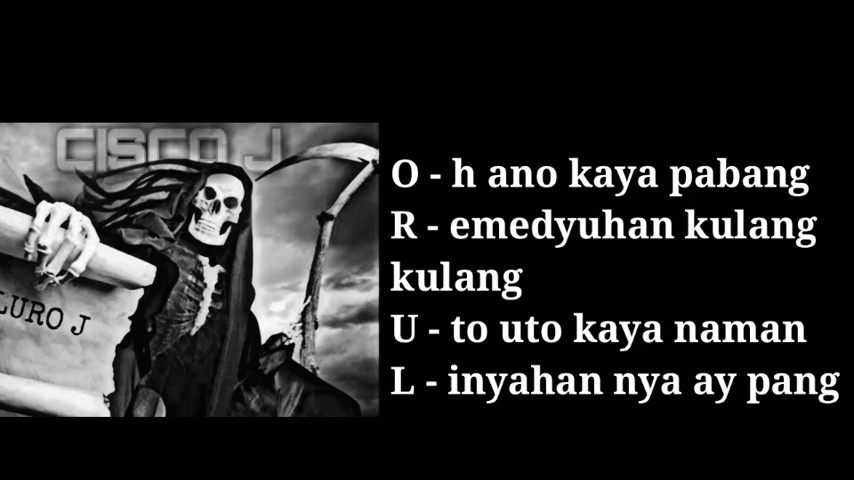 CISCO J
LURO J
O - h ano kaya pabang
R - emedyuhan kulang
kulang
U - to uto kaya naman
L - inyahan nya ay pang